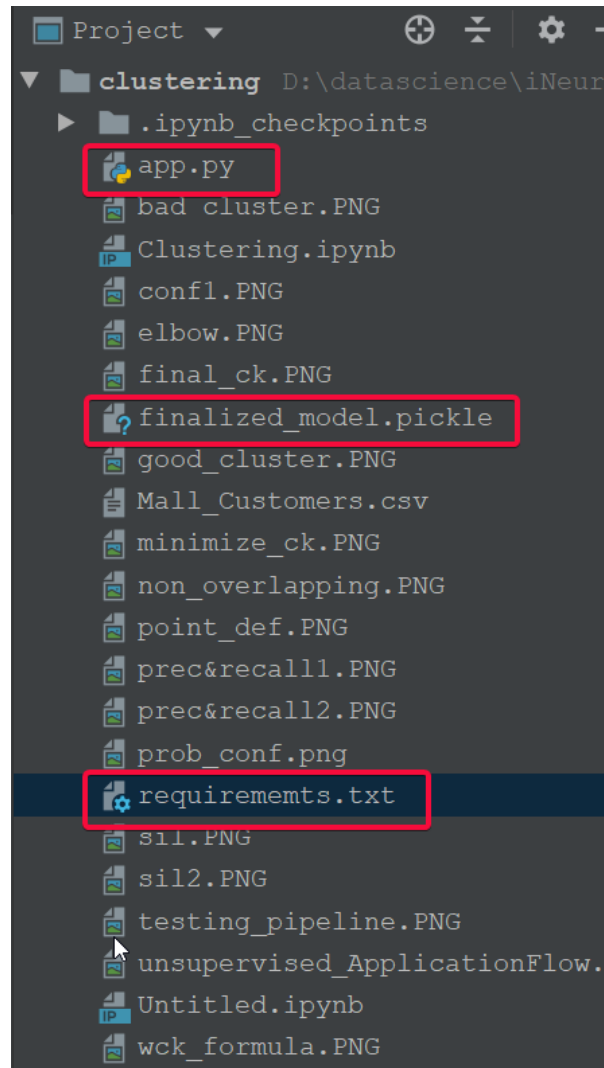 Project
clustering D:\datascience\iNeur
.ipynb_checkpoints
app.py
bad cluster.PNG
Clustering.ipynb
conf1.PNG
elbow.PNG
final_ck.PNG
finalized_model.pickle
good_cluster.PNG
Mall_Customers.csv
minimize_ck.PNG
non_overlapping.PNG
point_def.PNG
prec&recall1.PNG
prec&recall2.PNG
prob_conf.png
requirememts.txt
sil.PNG
sil2.PNG
testing_pipeline.PNG
unsupervised_ApplicationFlow.
IP Untitled.ipynb
wck_formula.PNG